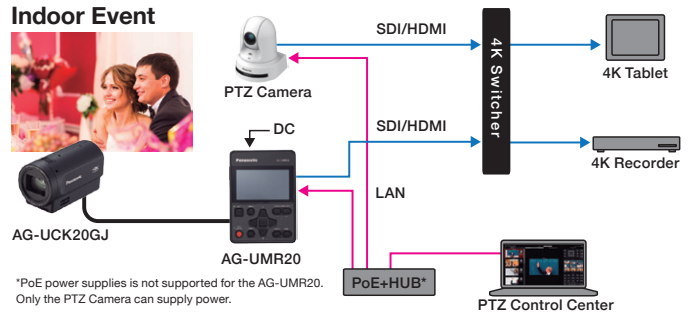 Indoor Event
SDI/HDMI
4K Switcher
4K Tablet
PTZ Camera
DC
SDI/HDMI
4K Recorder
Panasonic
Panasonic
LAN
AG-UCK20GJ
AG-UMR20
*PoE power supplies is not supported for the AG-UMR20.
Only the PTZ Camera can supply power.
PoE+HUB*
PTZ Control Center